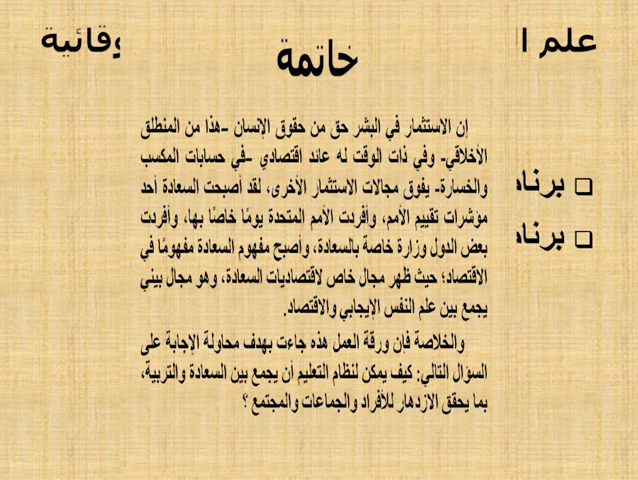 علم
وقائية
خاتمة
إن الاستثمار في البشر حق من حقوق الإنسان –هذا من المنطلق
الأخلاقي- وفي ذات الوقت له عائد اقتصادي –في حسابات المكسب
والخسارة- يفوق مجالات الاستثمار الأخرى، لقد أصبحت السعادة أحد
مؤشرات تقييم الأمم، وأفردت الأمم المتحدة يومًا خاصًا بها، وأفردت
بعض الدول وزارة خاصة بالسعادة، وأصبح مفهوم السعادة مفهومًا في
الاقتصاد؛ حيث ظهر مجال خاص لاقتصاديات السعادة، وهو مجال بيني
يجمع بين علم النفس الإيجابي والاقتصاد.
والخلاصة فإن ورقة العمل هذه جاءت بهدف محاولة الإجابة على
السؤال التالي: كيف يمكن لنظام التعليم أن يجمع بين السعادة والتربية،
بما يحقق الازدهار للأفراد والجماعات والمجتمع ؟